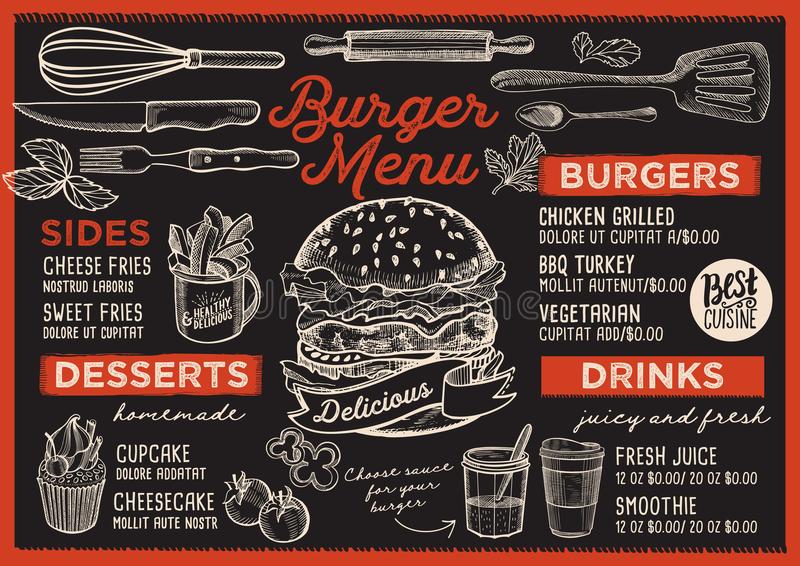 Burger
Menu
SIDES
CHEESE FRIES
NOSTRUD LABORIS
SWEET FRIES
DOLORE UT CUPITAT
& HEALTHY
DELICIOUS
DESSERTS
homemade
CUPCAKE
DOLORE ADDATAT
CHEESECAKE
MOLLIT AUTE NOSTR
Delicious
Choose sauce
for your
burger
BURGERS
CHICKEN GRILLED
DOLORE UT CUPITAT A/$0.00
BBQ TURKEY
MOLLIT AUTENUT/$0.00
VEGETARIAN
CUPITAT ADD/$0.00
Best
CUISINE
DRINKS
juicy and fresh
FRESH JUICE
12 OZ $0.00/ 20 OZ $0.00
SMOOTHIE
12 OZ $0.00/ 20 OZ $0.00
dreamstime